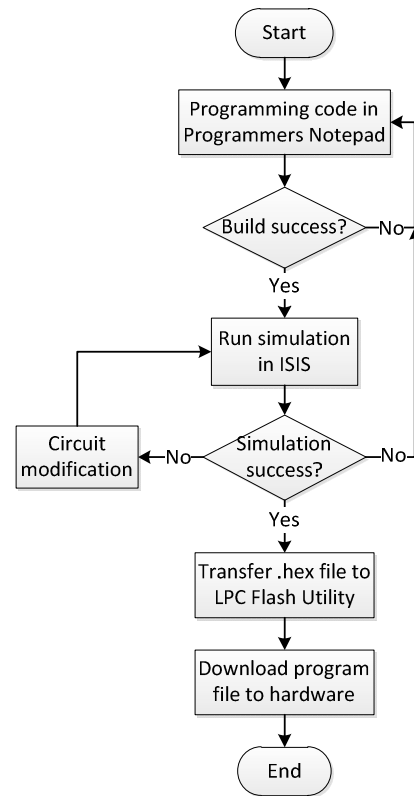 Start
Programming code in
Programmers Notepad
Build success?
No
Yes
Run simulation
in ISIS
Circuit
modification
No
Simulation
success?
No
Yes
Transfer .hex file to
LPC Flash Utility
Download program
file to hardware
End